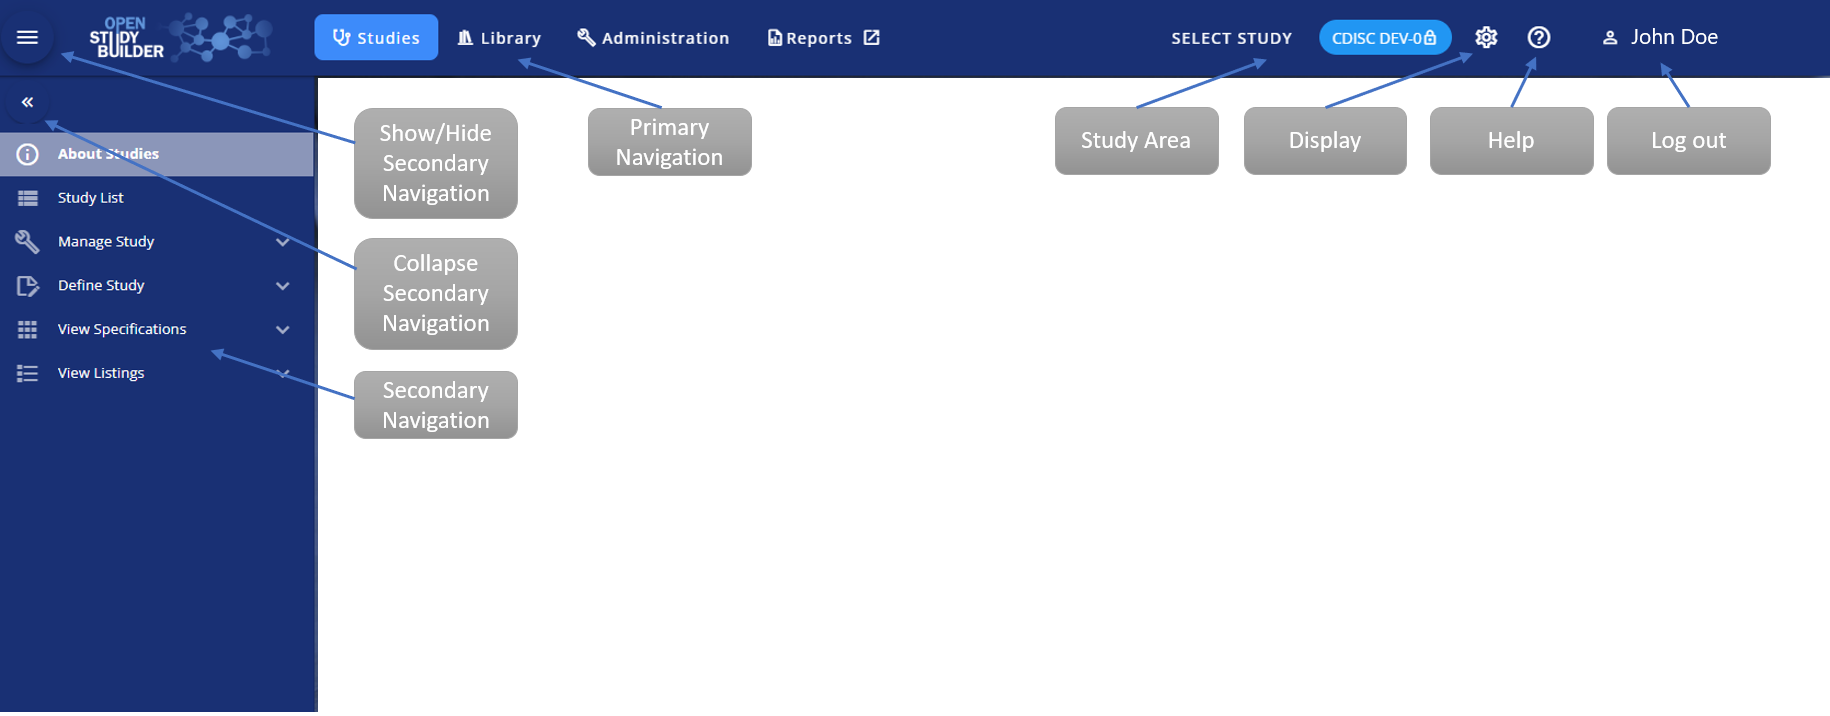 OPEN
STUDY
BUILDER
Studies
Library
Administration
Reports
SELECT STUDY
CDISC DEV-0
John Doe
About Studies
Study List
Manage Study
Define Study
View Specifications
View Listings
Show/Hide
Secondary
Navigation
Collapse
Secondary
Navigation
Secondary
Navigation
Primary
Navigation
Study Area
Display
Help
Log out